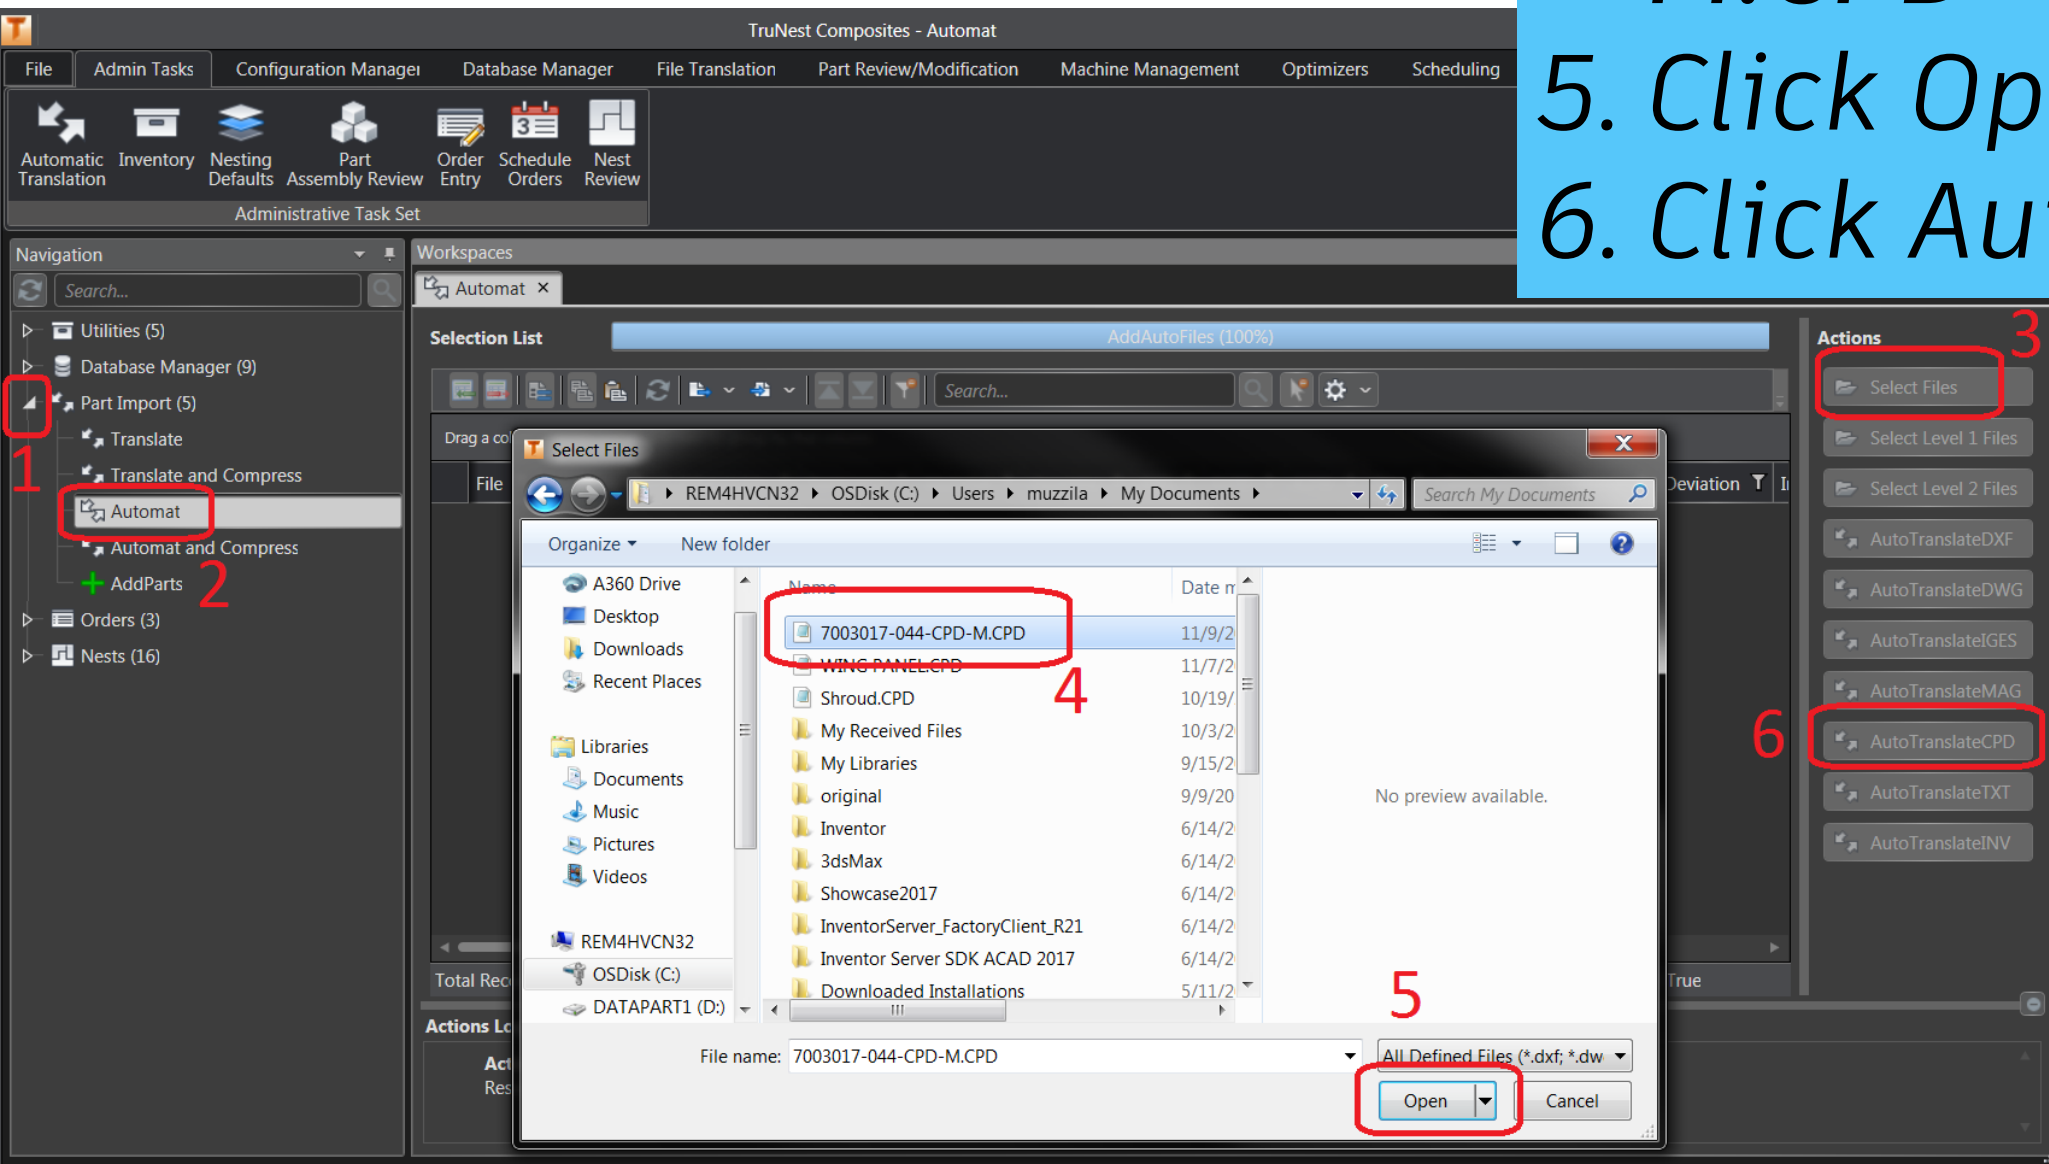 TruNest Composites - Automat
5. Click Op
6. Click Au
File Admin Tasks Configuration Manager Database Manager File Translation Part Review/Modification Machine Management Optimizers Scheduling
Automatic Translation
Inventory
Nesting Defaults
Part Assembly Review
Order Entry
Schedule Orders
Nest Review
Administrative Task Set
Navigation
Search...
Utilities (5)
Database Manager (9)
Part Import (5)
1
Translate
Translate and Compress
Automat
Automat and Compress
2
AddParts
Orders (3)
Nests (16)
Workspaces
Automat
Selection List
AddAutoFiles (100%)
Search...
Drag a co
File
Deviation
Total Rec
True
Actions Lo
Act
Res
Select Files
REM4HVCN32 OSDisk (C:) Users muzzila My Documents
Search My Documents
Organize New folder
A360 Drive
Desktop
Downloads
Recent Places
Libraries
Documents
Music
Pictures
Videos
REM4HVCN32
OSDisk (C:)
DATAPART1 (D:)
Name Date m
7003017-044-CPD-M.CPD 11/9/2
WING PANEL.CPD 11/7/2
4
Shroud.CPD 10/19/
My Received Files 10/3/2
My Libraries 9/15/2
original 9/9/20
Inventor 6/14/2
3dsMax 6/14/2
Showcase2017 6/14/2
InventorServer_FactoryClient_R21 6/14/2
Inventor Server SDK ACAD 2017 6/14/2
Downloaded Installations 5/11/2
No preview available.
5
File name: 7003017-044-CPD-M.CPD
All Defined Files (*.dxf; *.dw
Open
Cancel
Actions
3
Select Files
Select Level 1 Files
Select Level 2 Files
AutoTranslateDXF
AutoTranslateDWG
AutoTranslateIGES
AutoTranslateMAG
6
AutoTranslateCPD
AutoTranslateTXT
AutoTranslateINV